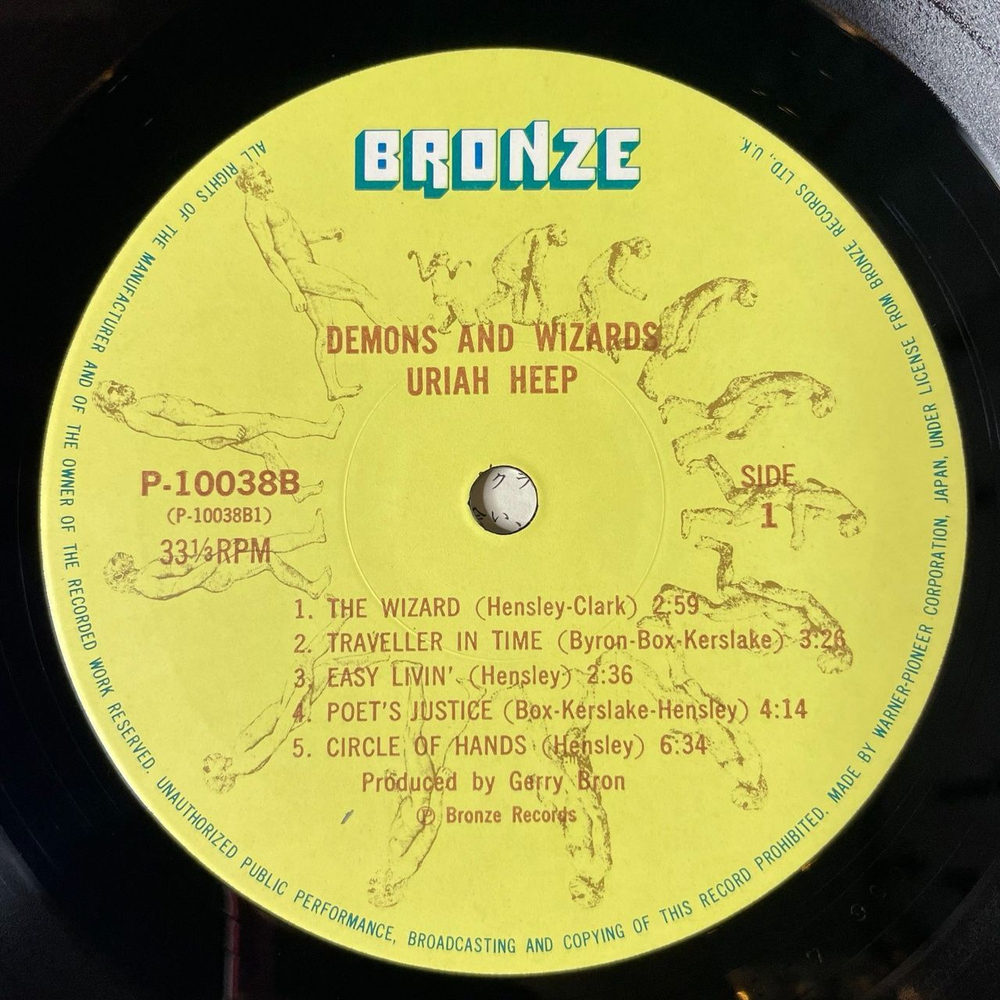 BRONZE
DEMONS AND WIZARDS
URIAH HEEP
P-10038B
(P-10038B1)
33⅓RPM
SIDE
1
1. THE WIZARD (Hensley-Clark) 2:59
2. TRAVELLER IN TIME (Byron-Box-Kerslake) 3:26
3. EASY LIVIN' (Hensley) 2:36
4. POET'S JUSTICE (Box-Kerslake-Hensley) 4:14
5. CIRCLE OF HANDS (Hensley) 6:34
Produced by Gerry Bron
℗ Bronze Records
ALL RIGHTS OF THE MANUFACTURER AND OF THE OWNER OF THE RECORDED WORK RESERVED. UNAUTHORIZED PUBLIC PERFORMANCE, BROADCASTING AND COPYING OF THIS RECORD PROHIBITED. MADE BY WARNER-PIONEER CORPORATION, JAPAN, UNDER LICENSE FROM BRONZE RECORDS LTD., U.K.